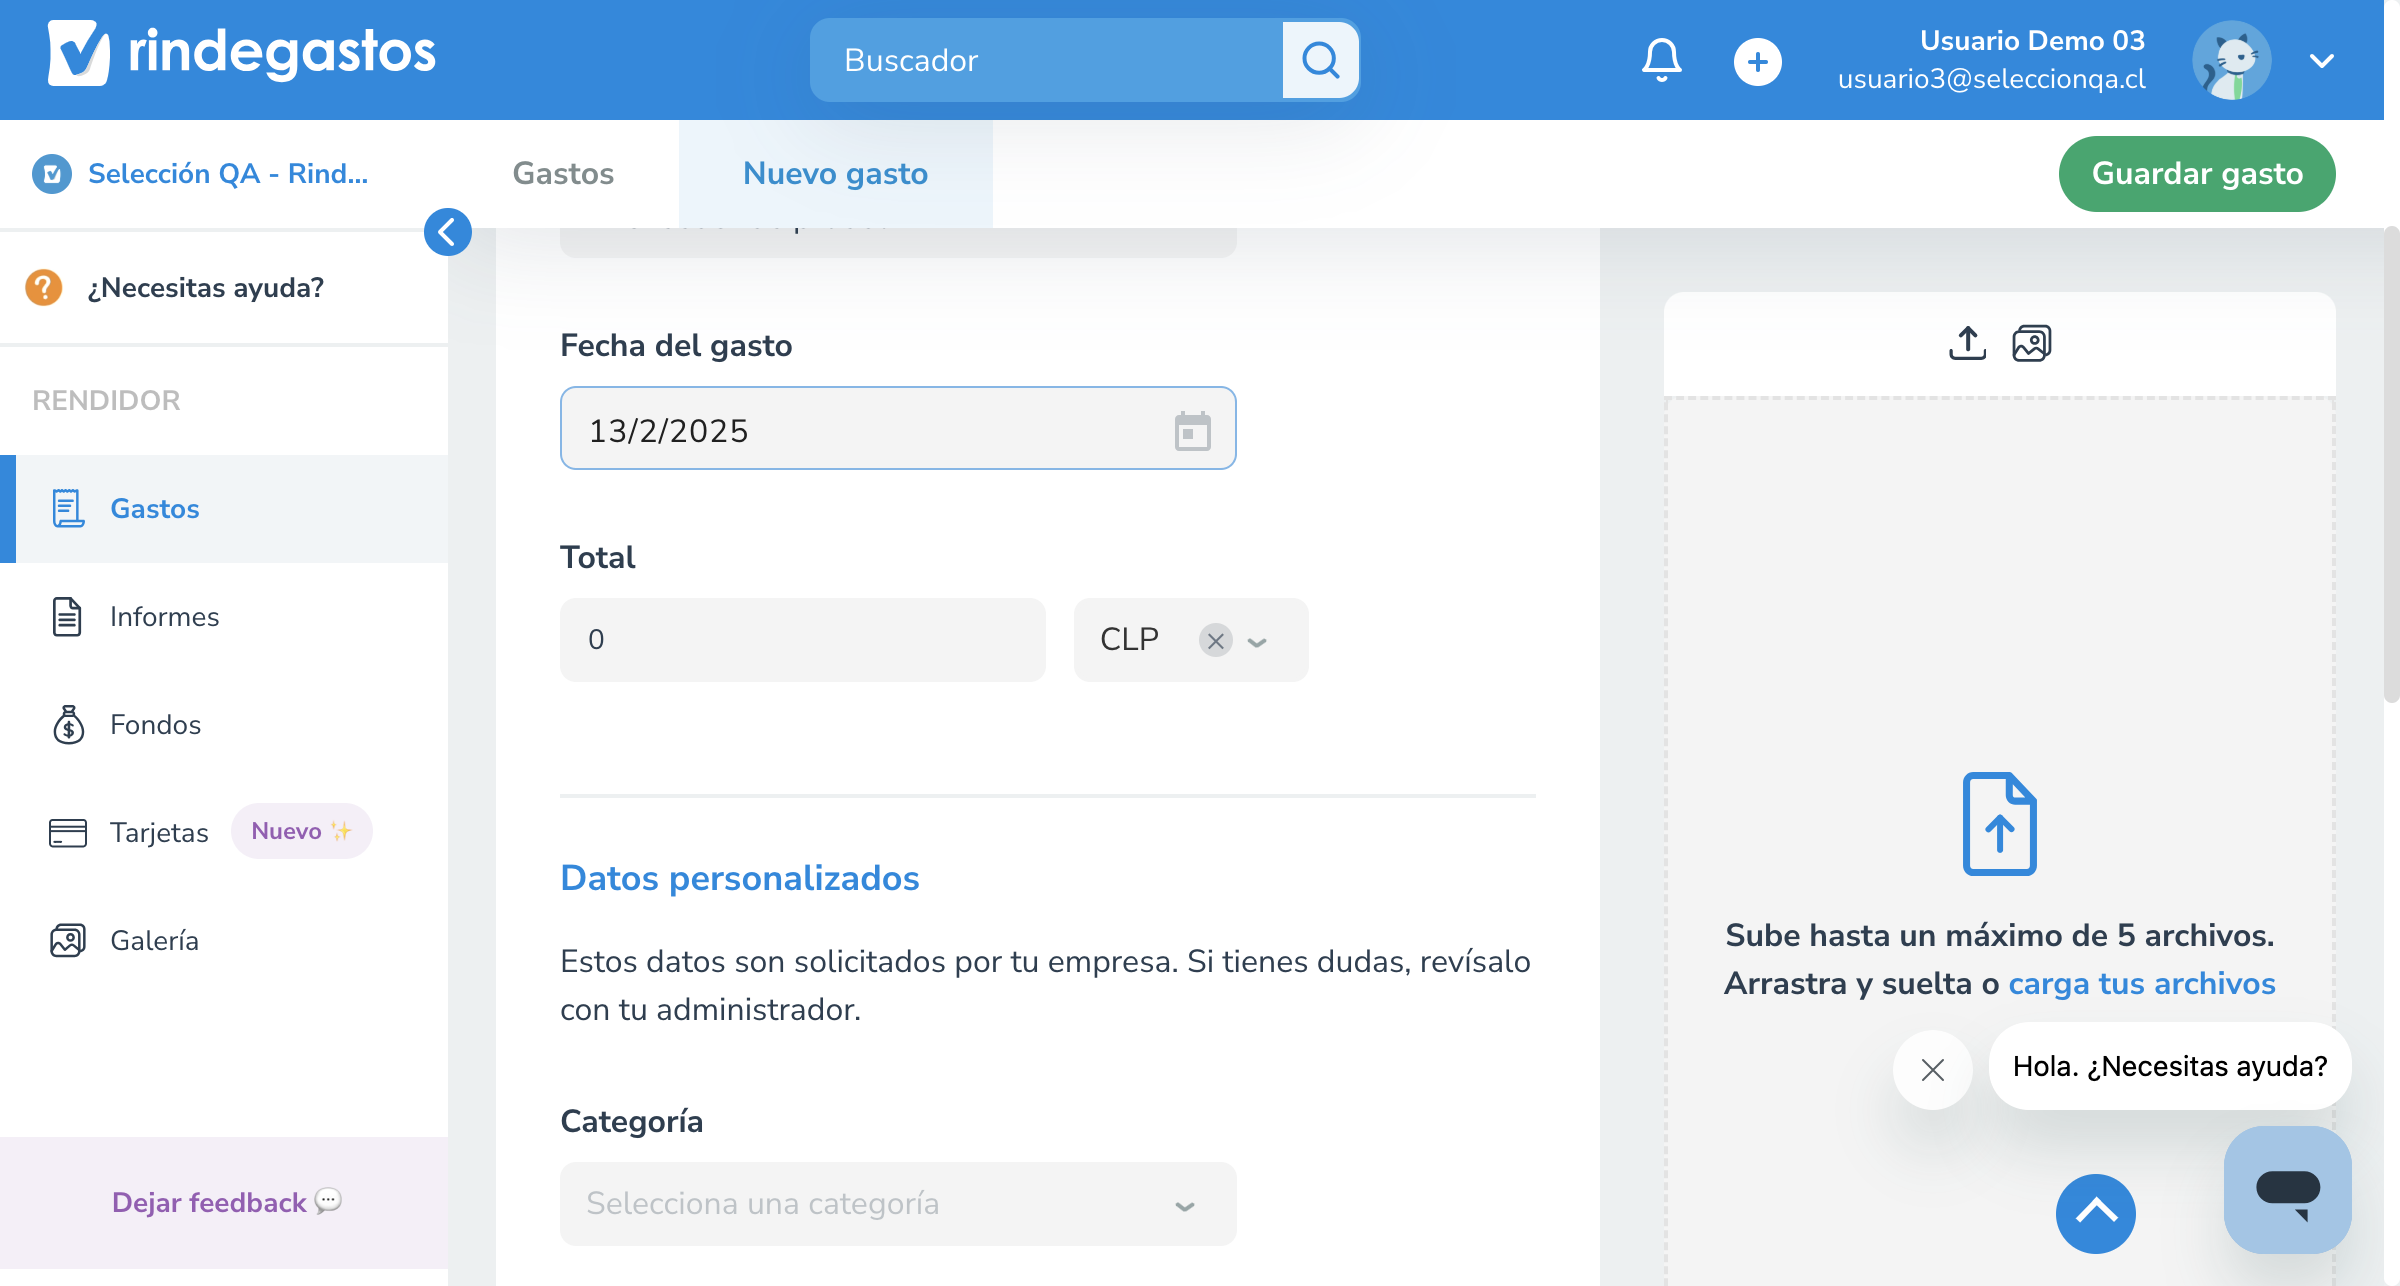 rindegastos
Buscador
Usuario Demo 03
usuario3@seleccionqa.cl
Selección QA - Rind...
Gastos
Nuevo gasto
Guardar gasto
¿Necesitas ayuda?
RENDIDOR
Gastos
Informes
Fondos
Tarjetas
Nuevo ✨
Galería
Dejar feedback 💬
Fecha del gasto
13/2/2025
Total
0
CLP
Datos personalizados
Estos datos son solicitados por tu empresa. Si tienes dudas, revísalo
con tu administrador.
Categoría
Selecciona una categoría
Sube hasta un máximo de 5 archivos.
Arrastra y suelta o carga tus archivos
Hola. ¿Necesitas ayuda?